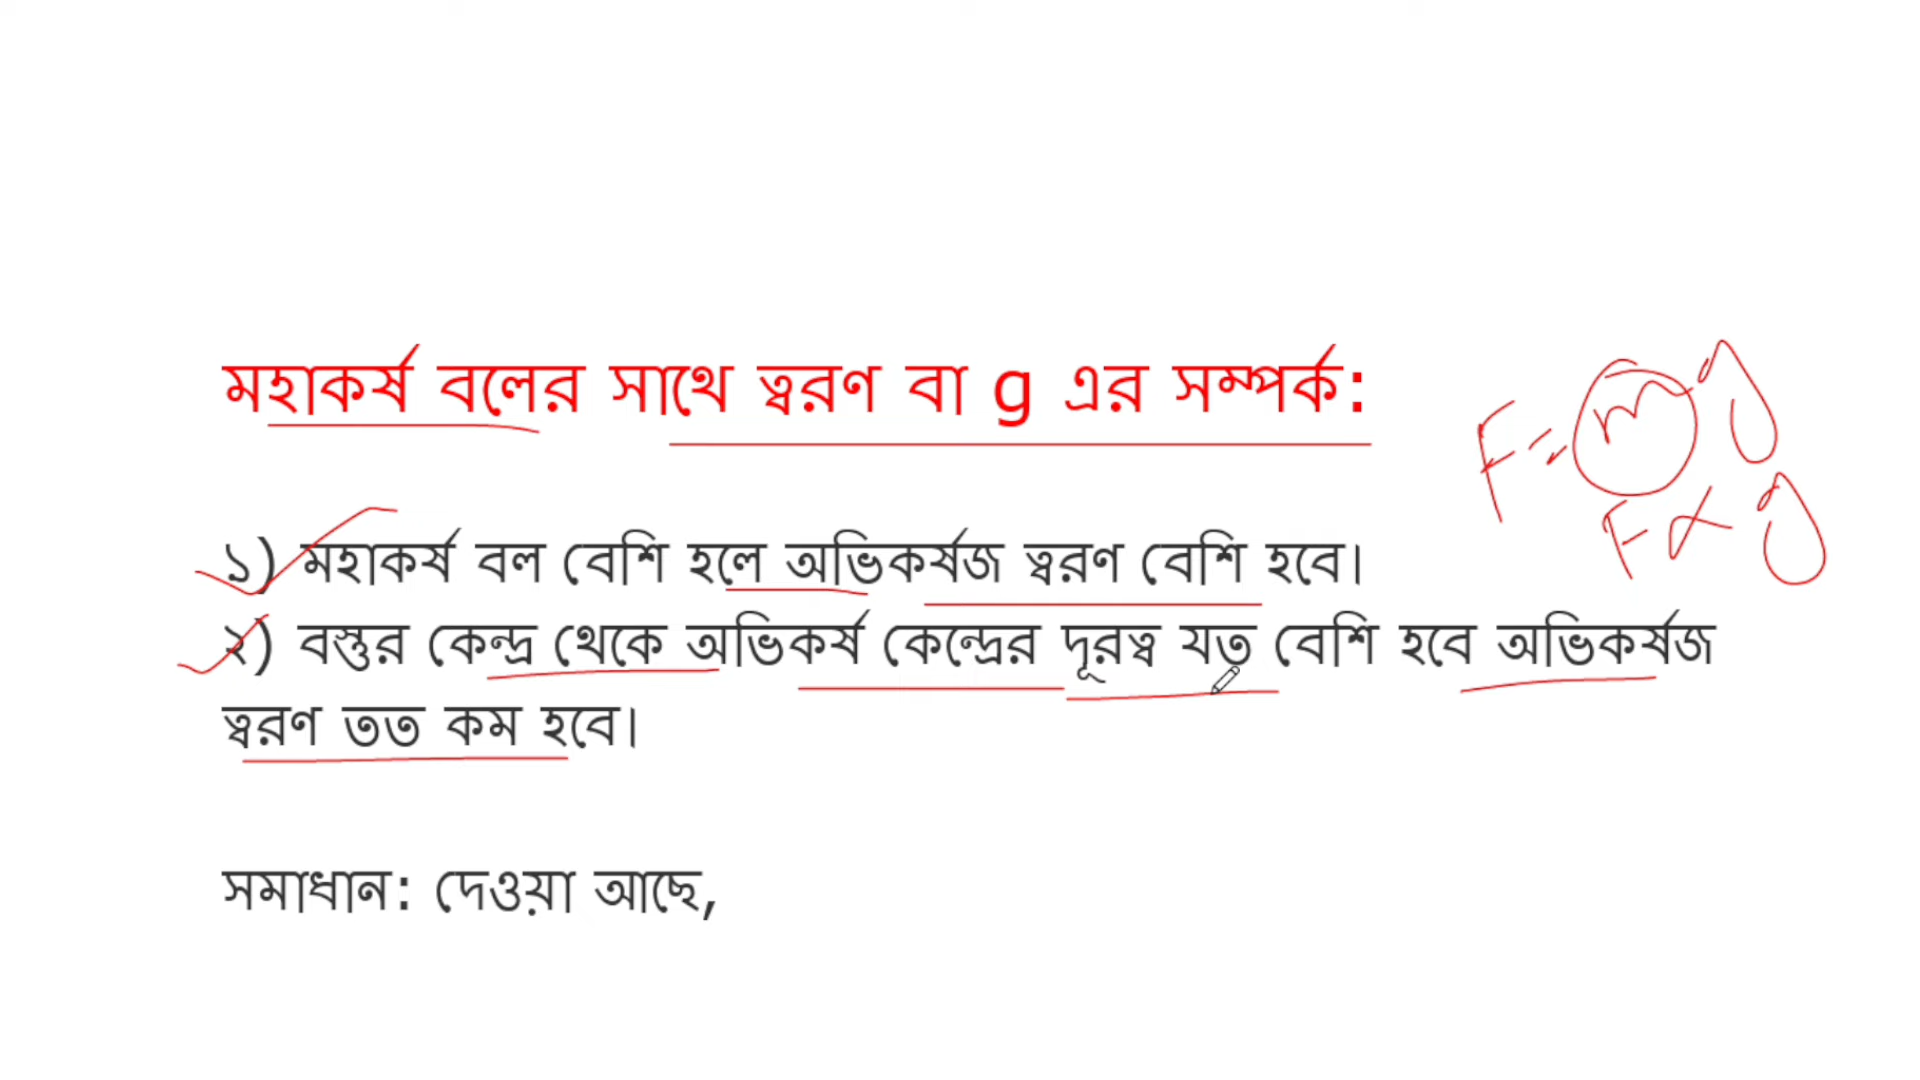 মহাকর্ষ বলের সাথে ত্বরণ বা g এর সম্পর্ক:
F = mg
F ∝ g
১) মহাকর্ষ বল বেশি হলে অভিকর্ষজ ত্বরণ বেশি হবে।
২) বস্তুর কেন্দ্র থেকে অভিকর্ষ কেন্দ্রের দূরত্ব যত বেশি হবে অভিকর্ষজ
ত্বরণ তত কম হবে।
সমাধান: দেওয়া আছে,